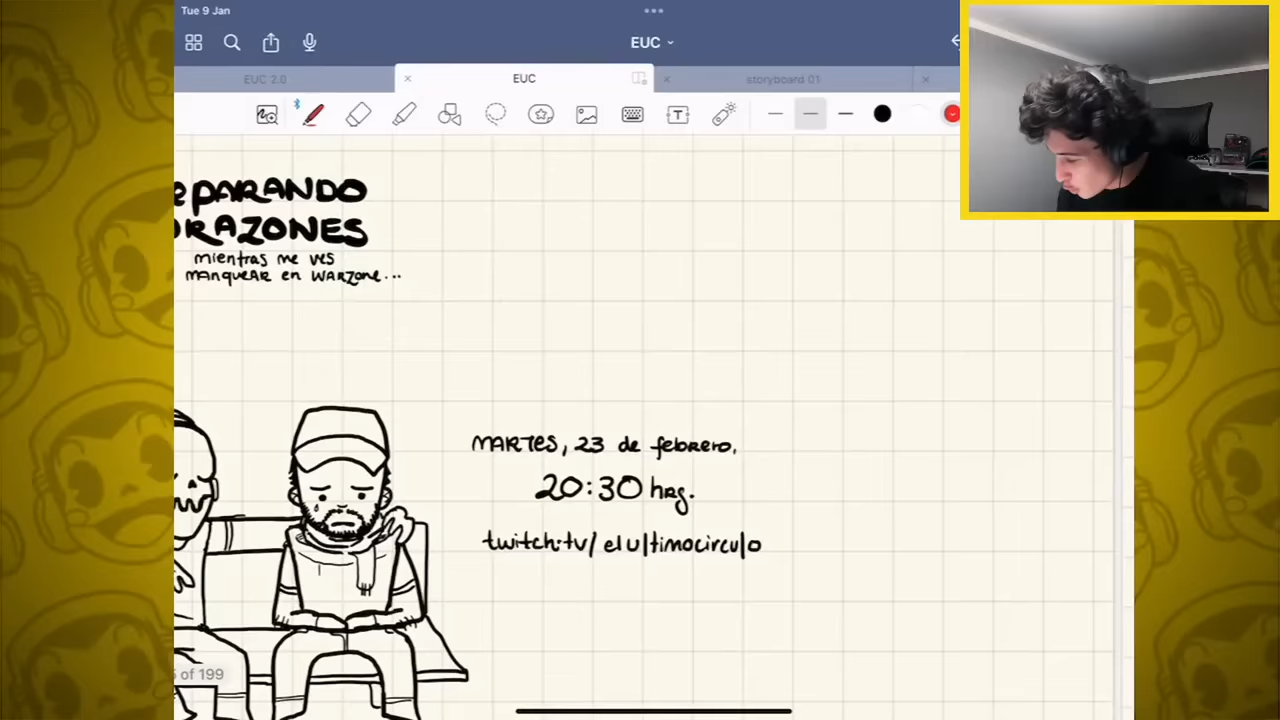 Tue 9 Jan
EUC
EUC 2.0
EUC
storyboard 01
ePARANDO
ORAZONES
mientras me ves
manquear en WARZone...
MARTES, 23 de febrero.
20:30 hrs.
twitch.tv/elultimocirculo
of 199